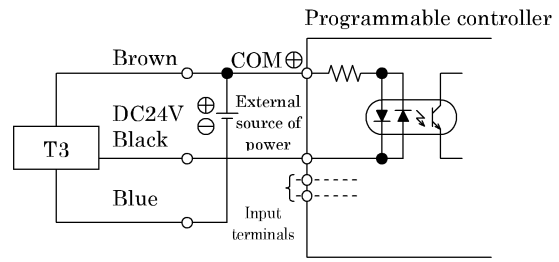 Programmable controller
Brown
COM⊕
DC24V
⊕
⊖
External
source of
power
Black
T3
Blue
Input
terminals